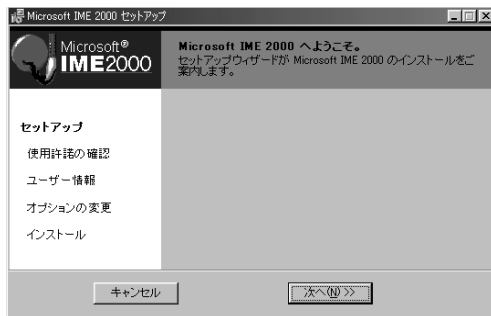 Microsoft IME 2000 セットアップ
Microsoft®
IME2000
Microsoft IME 2000 へようこそ。
セットアップウィザードが Microsoft IME 2000 のインストールをご
案内します。
セットアップ
使用許諾の確認
ユーザー情報
オプションの変更
インストール
キャンセル
次へ(N) >>